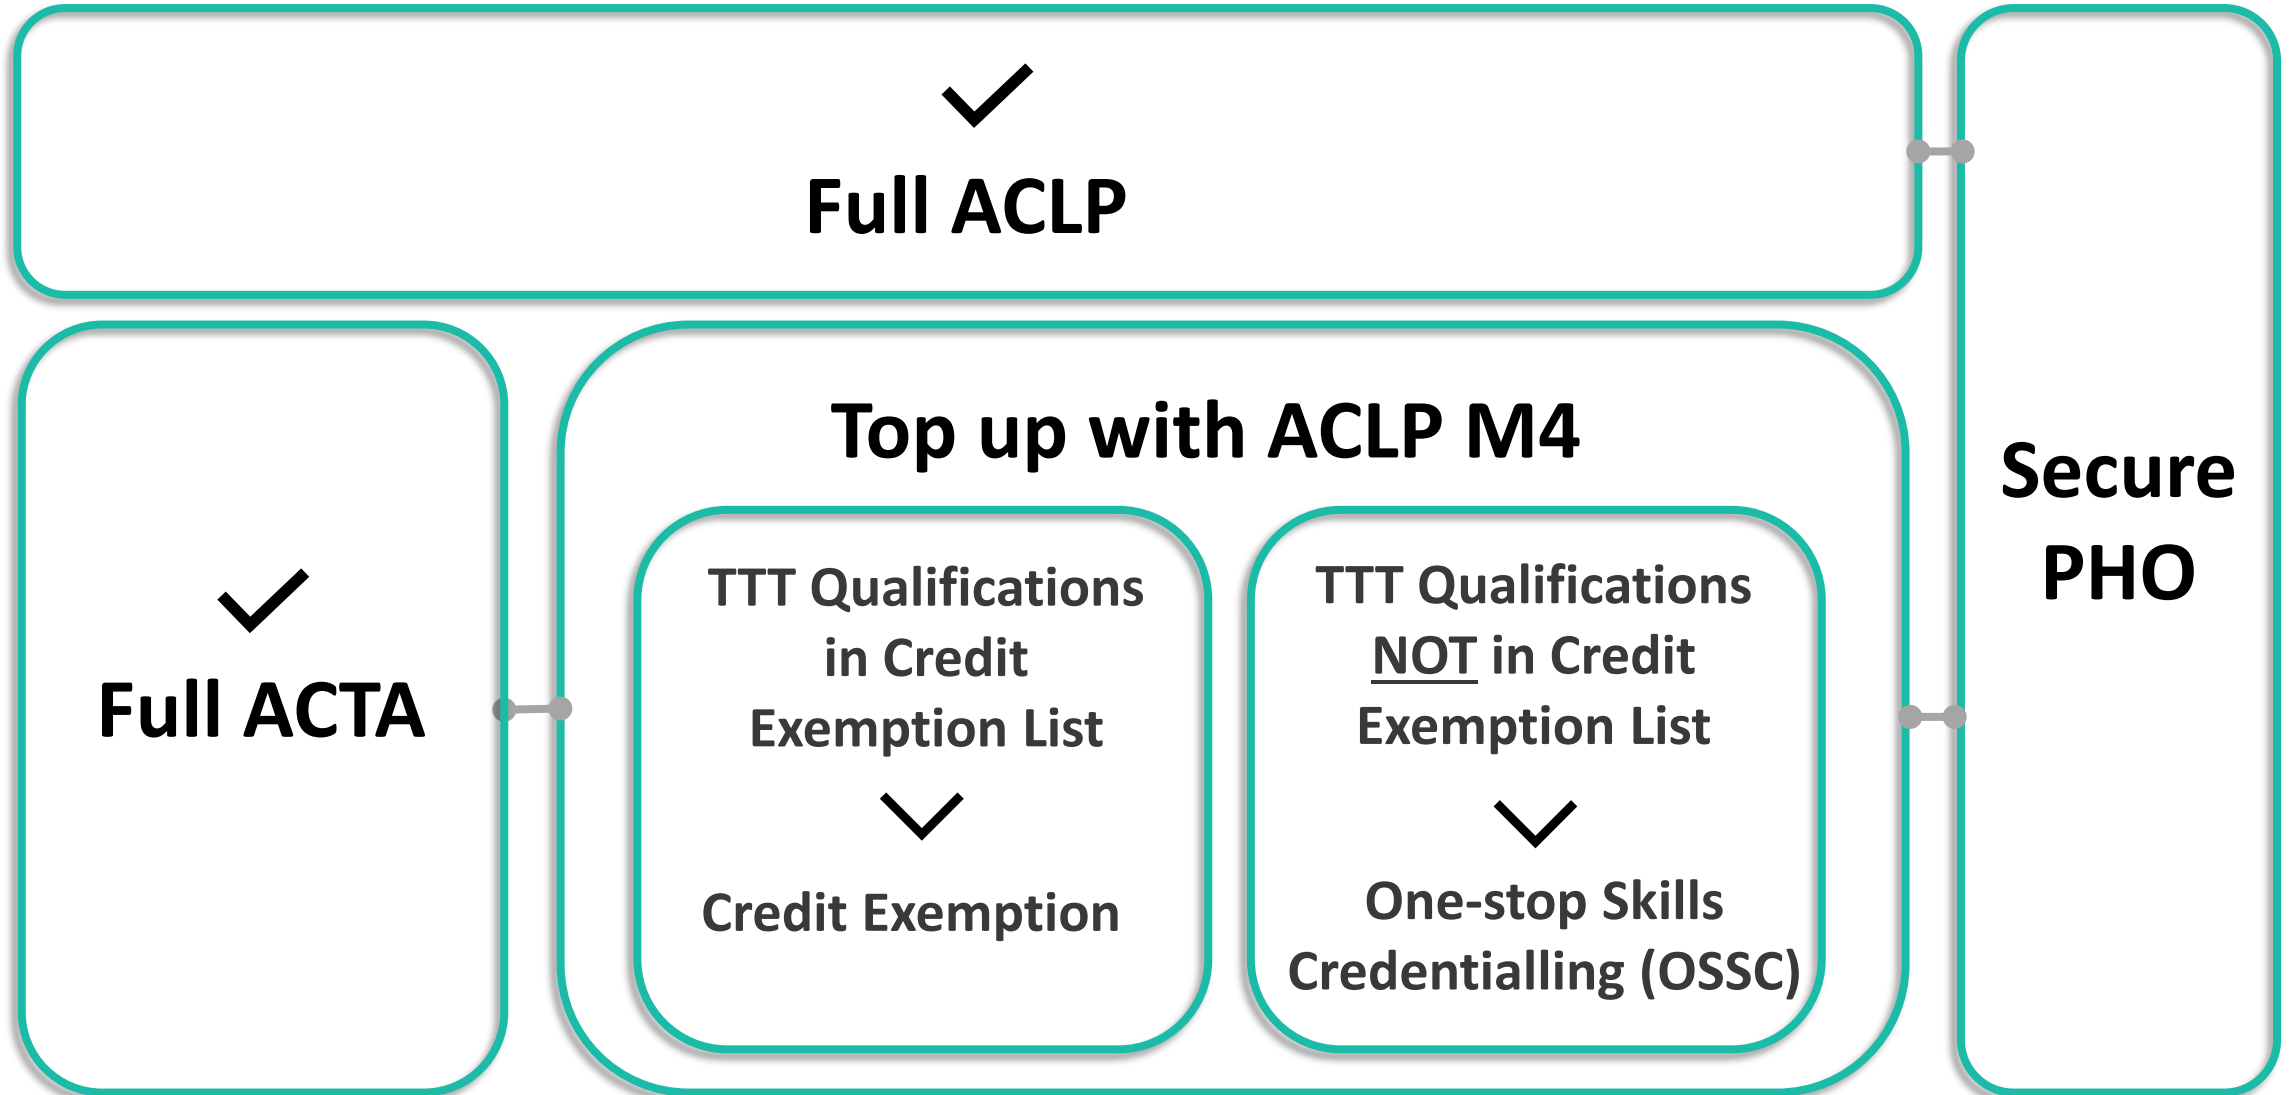 Full ACLP
Full ACTA
Top up with ACLP M4
TTT Qualifications
in Credit
Exemption List
Credit Exemption
TTT Qualifications
NOT in Credit
Exemption List
One-stop Skills
Credentialling (OSSC)
Secure
PHO